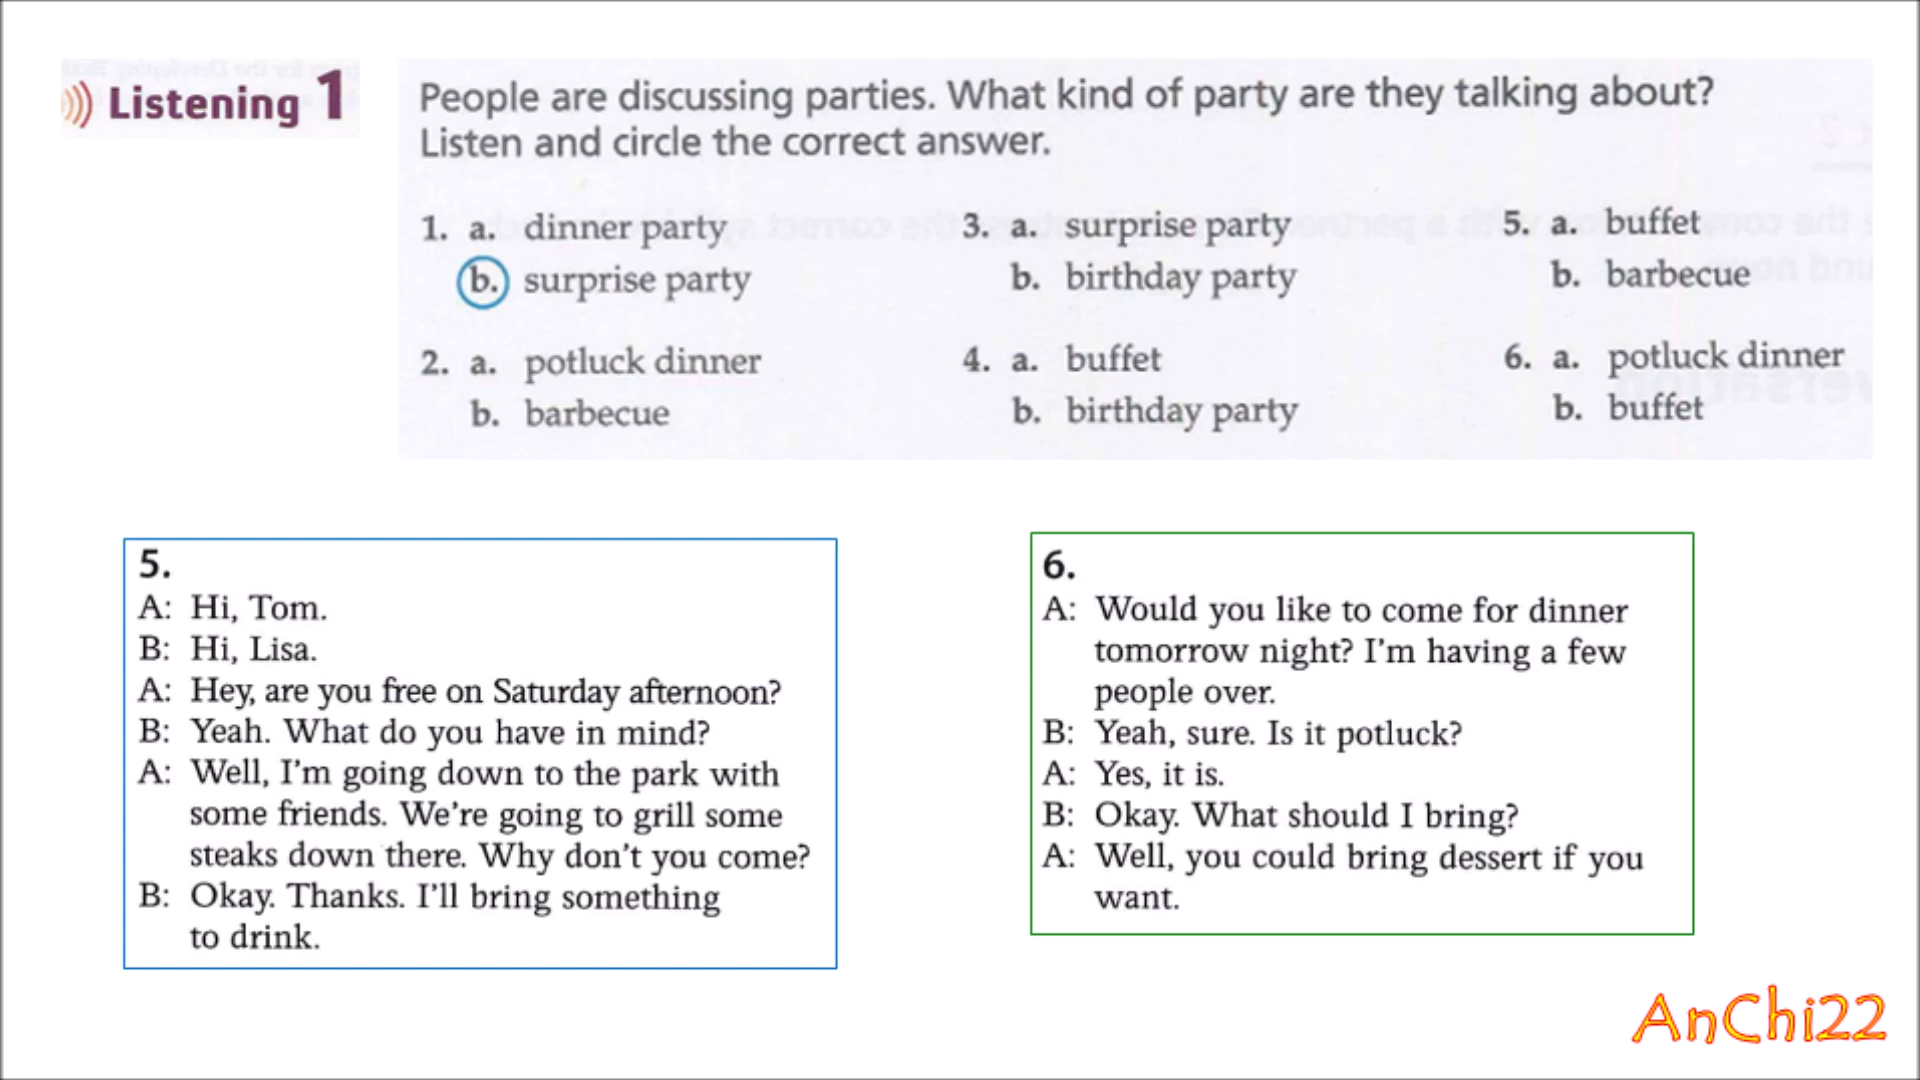 Listening 1
People are discussing parties. What kind of party are they talking about?
Listen and circle the correct answer.
1. a. dinner party
b. surprise party
2. a. potluck dinner
b. barbecue
3. a. surprise party
b. birthday party
4. a. buffet
b. birthday party
5. a. buffet
b. barbecue
6. a. potluck dinner
b. buffet
5.
A: Hi, Tom.
B: Hi, Lisa.
A: Hey, are you free on Saturday afternoon?
B: Yeah. What do you have in mind?
A: Well, I'm going down to the park with
some friends. We're going to grill some
steaks down there. Why don't you come?
B: Okay. Thanks. I'll bring something
to drink.
6.
A: Would you like to come for dinner
tomorrow night? I'm having a few
people over.
B: Yeah, sure. Is it potluck?
A: Yes, it is.
B: Okay. What should I bring?
A: Well, you could bring dessert if you
want.
AnChi22